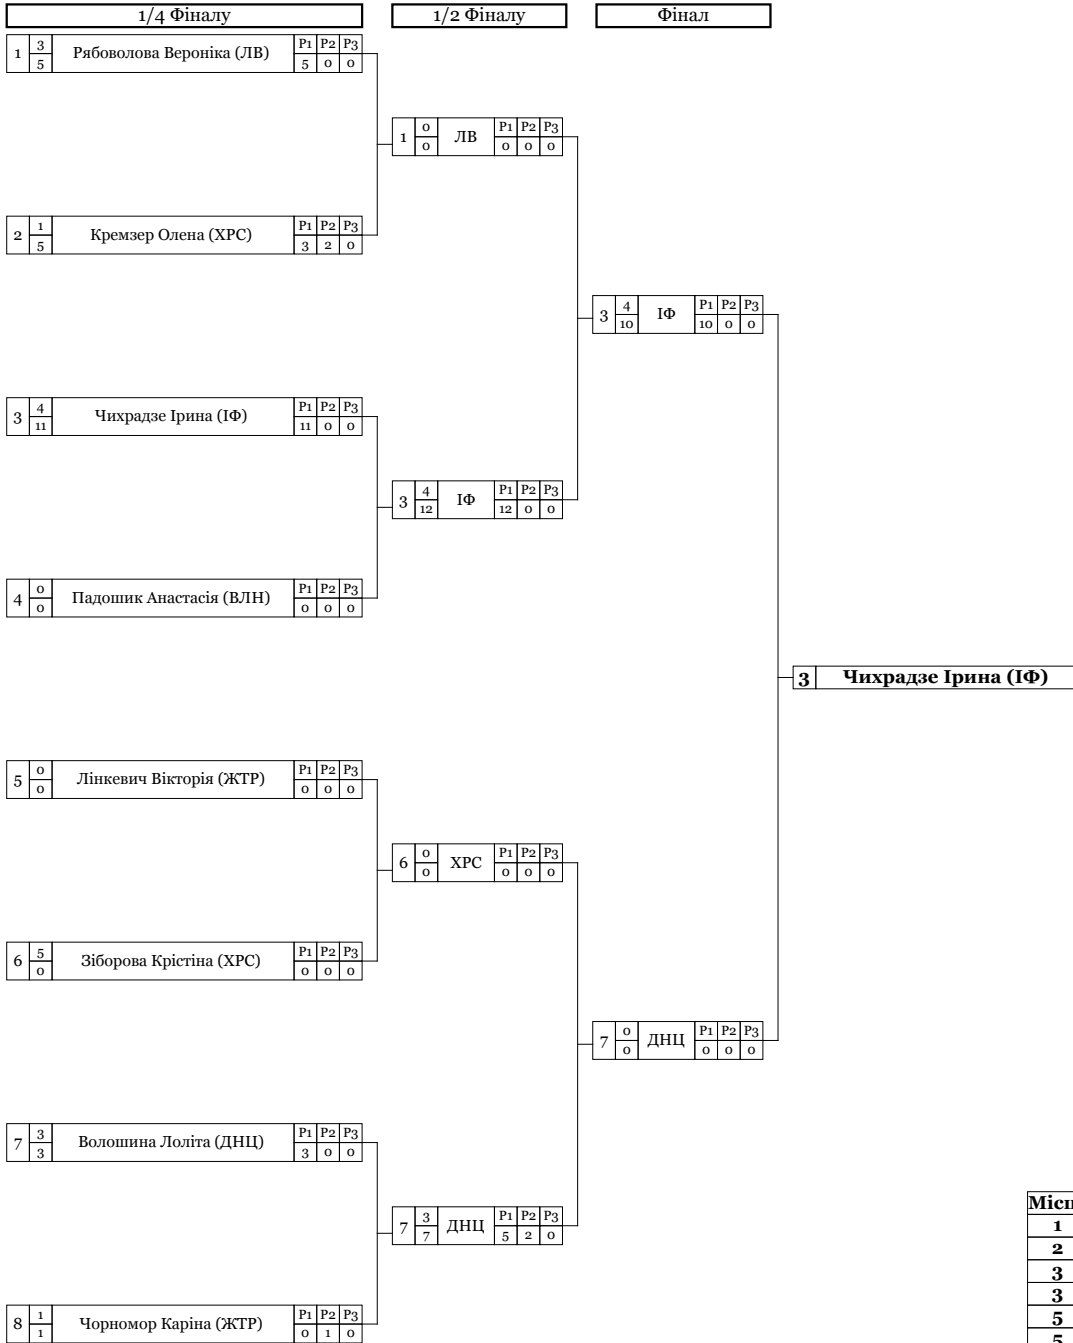 1/4 Фіналу 1/2 Фіналу Фінал
1 3 5 Рябоволова Вероніка (ЛВ) P1 P2 P3 5 0 0
1 0 0 ЛВ P1 P2 P3 0 0 0
2 1 5 Кремзер Олена (ХРС) P1 P2 P3 3 2 0
3 4 10 ІФ P1 P2 P3 10 0 0
3 4 11 Чихрадзе Ірина (ІФ) P1 P2 P3 11 0 0
3 4 12 ІФ P1 P2 P3 12 0 0
4 0 0 Падошик Анастасія (ВЛН) P1 P2 P3 0 0 0
3 Чихрадзе Ірина (ІФ)
5 0 0 Лінкевич Вікторія (ЖТР) P1 P2 P3 0 0 0
6 0 0 ХРС P1 P2 P3 0 0 0
6 5 0 Зіборова Крістіна (ХРС) P1 P2 P3 0 0 0
7 0 0 ДНЦ P1 P2 P3 0 0 0
7 3 3 Волошина Лоліта (ДНЦ) P1 P2 P3 3 0 0
7 3 7 ДНЦ P1 P2 P3 5 2 0
8 1 1 Чорномор Каріна (ЖТР) P1 P2 P3 0 1 0
1
2
3
3
5
5